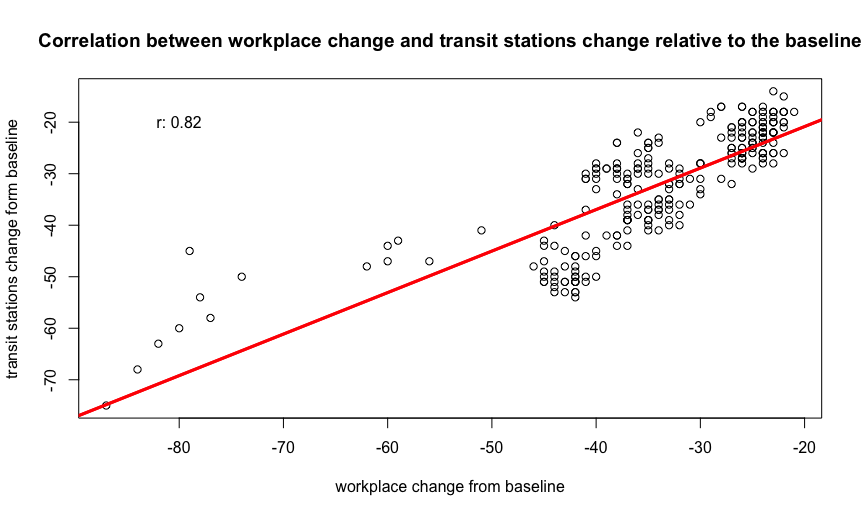 Correlation between workplace change and transit stations change relative to the baseline
r: 0.82
transit stations change form baseline
-20
-30
-40
-50
-60
-70
-80 -70 -60 -50 -40 -30 -20
workplace change from baseline